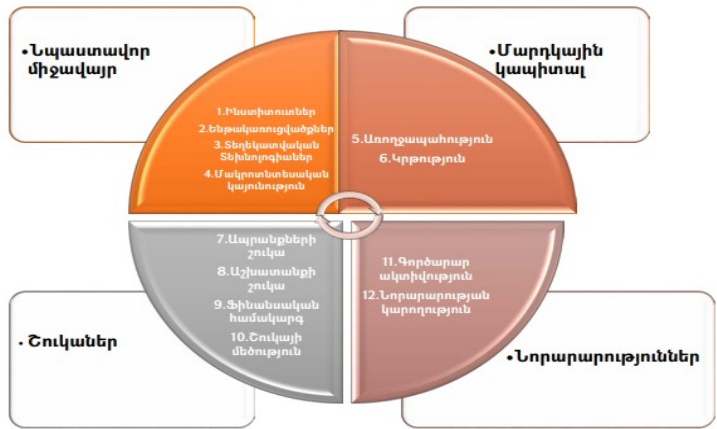 •Նպաստավոր
միջավայր
•Մարդկային
կապիտալ
1.Ինստիտուտներ
2.Ենթակառուցվածքներ
3.Տեղեկատվական
Տեխնոլոգիաներ
4.Մակրոտնտեսական
կայունություն
5.Առողջապահություն
6.Կրթություն
7.Ապրանքների
շուկա
8.Աշխատանքի
շուկա
9.Ֆինանսական
համակարգ
10.Շուկայի
մեծություն
11.Գործարար
ակտիվություն
12.Նորարարության
կարողություն
• Շուկաներ
•Նորարարություններ